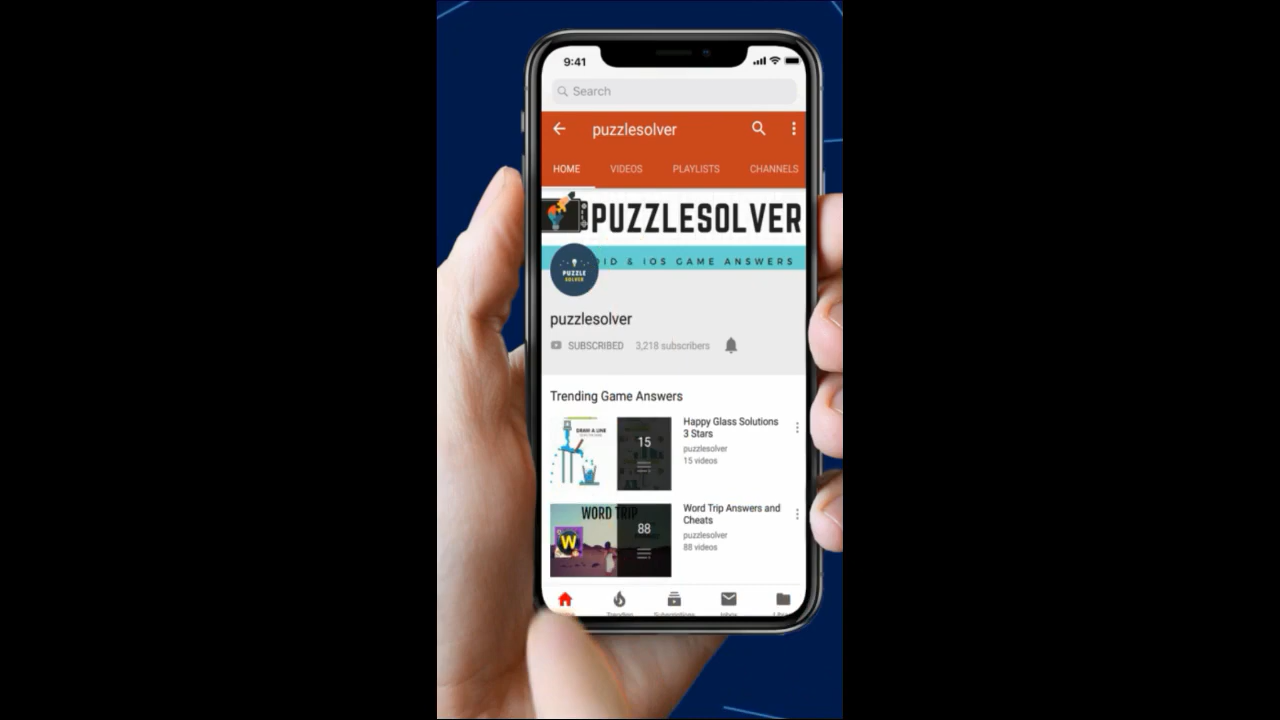 9:41
Search
puzzlesolver
HOME VIDEOS PLAYLISTS CHANNELS
PUZZLESOLVER
ID & IOS GAME ANSWERS
PUZZLE
SOLVER
puzzlesolver
SUBSCRIBED 3,218 subscribers
Trending Game Answers
DRAW A LINE
15
Happy Glass Solutions
3 Stars
puzzlesolver
15 videos
WORD TRIP
W
88
Word Trip Answers and
Cheats
puzzlesolver
88 videos